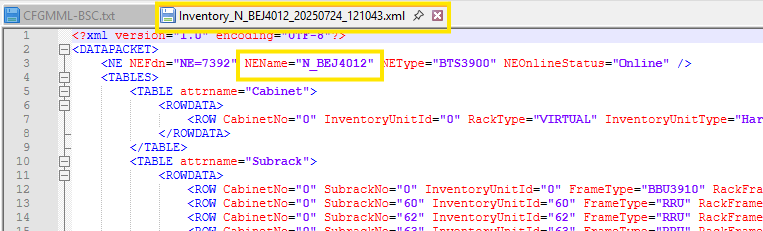 CFGMML-BSC.txt
Inventory_N_BEJ4012_20250724_121043.xml
1 <?xml version="1.0" encoding="UTF-8"?>
2 <DATAPACKET>
3 <NE NEFdn="NE=7392" NEName="N_BEJ4012" NEType="BTS3900" NEOnlineStatus="Online" />
4 <TABLES>
5 <TABLE attrname="Cabinet">
6 <ROWDATA>
7 <ROW CabinetNo="0" InventoryUnitId="0" RackType="VIRTUAL" InventoryUnitType="Har
8 </ROWDATA>
9 </TABLE>
10 <TABLE attrname="Subrack">
11 <ROWDATA>
12 <ROW CabinetNo="0" SubrackNo="0" InventoryUnitId="0" FrameType="BBU3910" RackFra
13 <ROW CabinetNo="0" SubrackNo="60" InventoryUnitId="60" FrameType="RRU" RackFrame
14 <ROW CabinetNo="0" SubrackNo="62" InventoryUnitId="62" FrameType="RRU" RackFrame
15 <ROW CabinetNo="0" SubrackNo="63" InventoryUnitId="63" FrameType="RRU" RackFrame